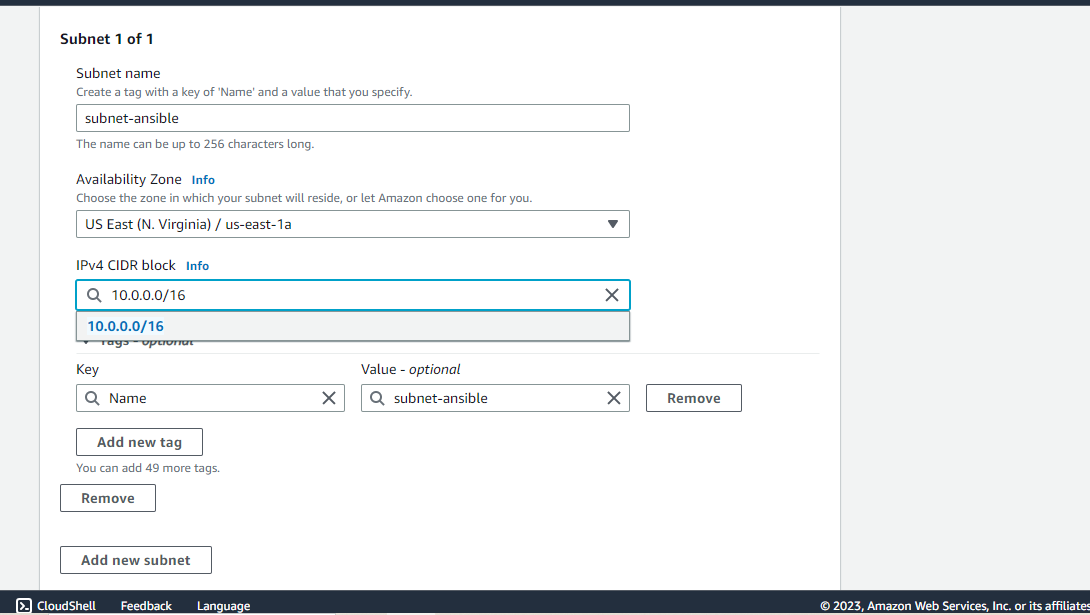 Subnet 1 of 1
Subnet name
Create a tag with a key of 'Name' and a value that you specify.
subnet-ansible
The name can be up to 256 characters long.
Availability Zone Info
Choose the zone in which your subnet will reside, or let Amazon choose one for you.
US East (N. Virginia) / us-east-1a
IPv4 CIDR block Info
10.0.0.0/16
10.0.0.0/16
Tags - optional
Key Value - optional
Name subnet-ansible Remove
Add new tag
You can add 49 more tags.
Remove
Add new subnet
CloudShell Feedback Language © 2023, Amazon Web Services, Inc. or its affiliates